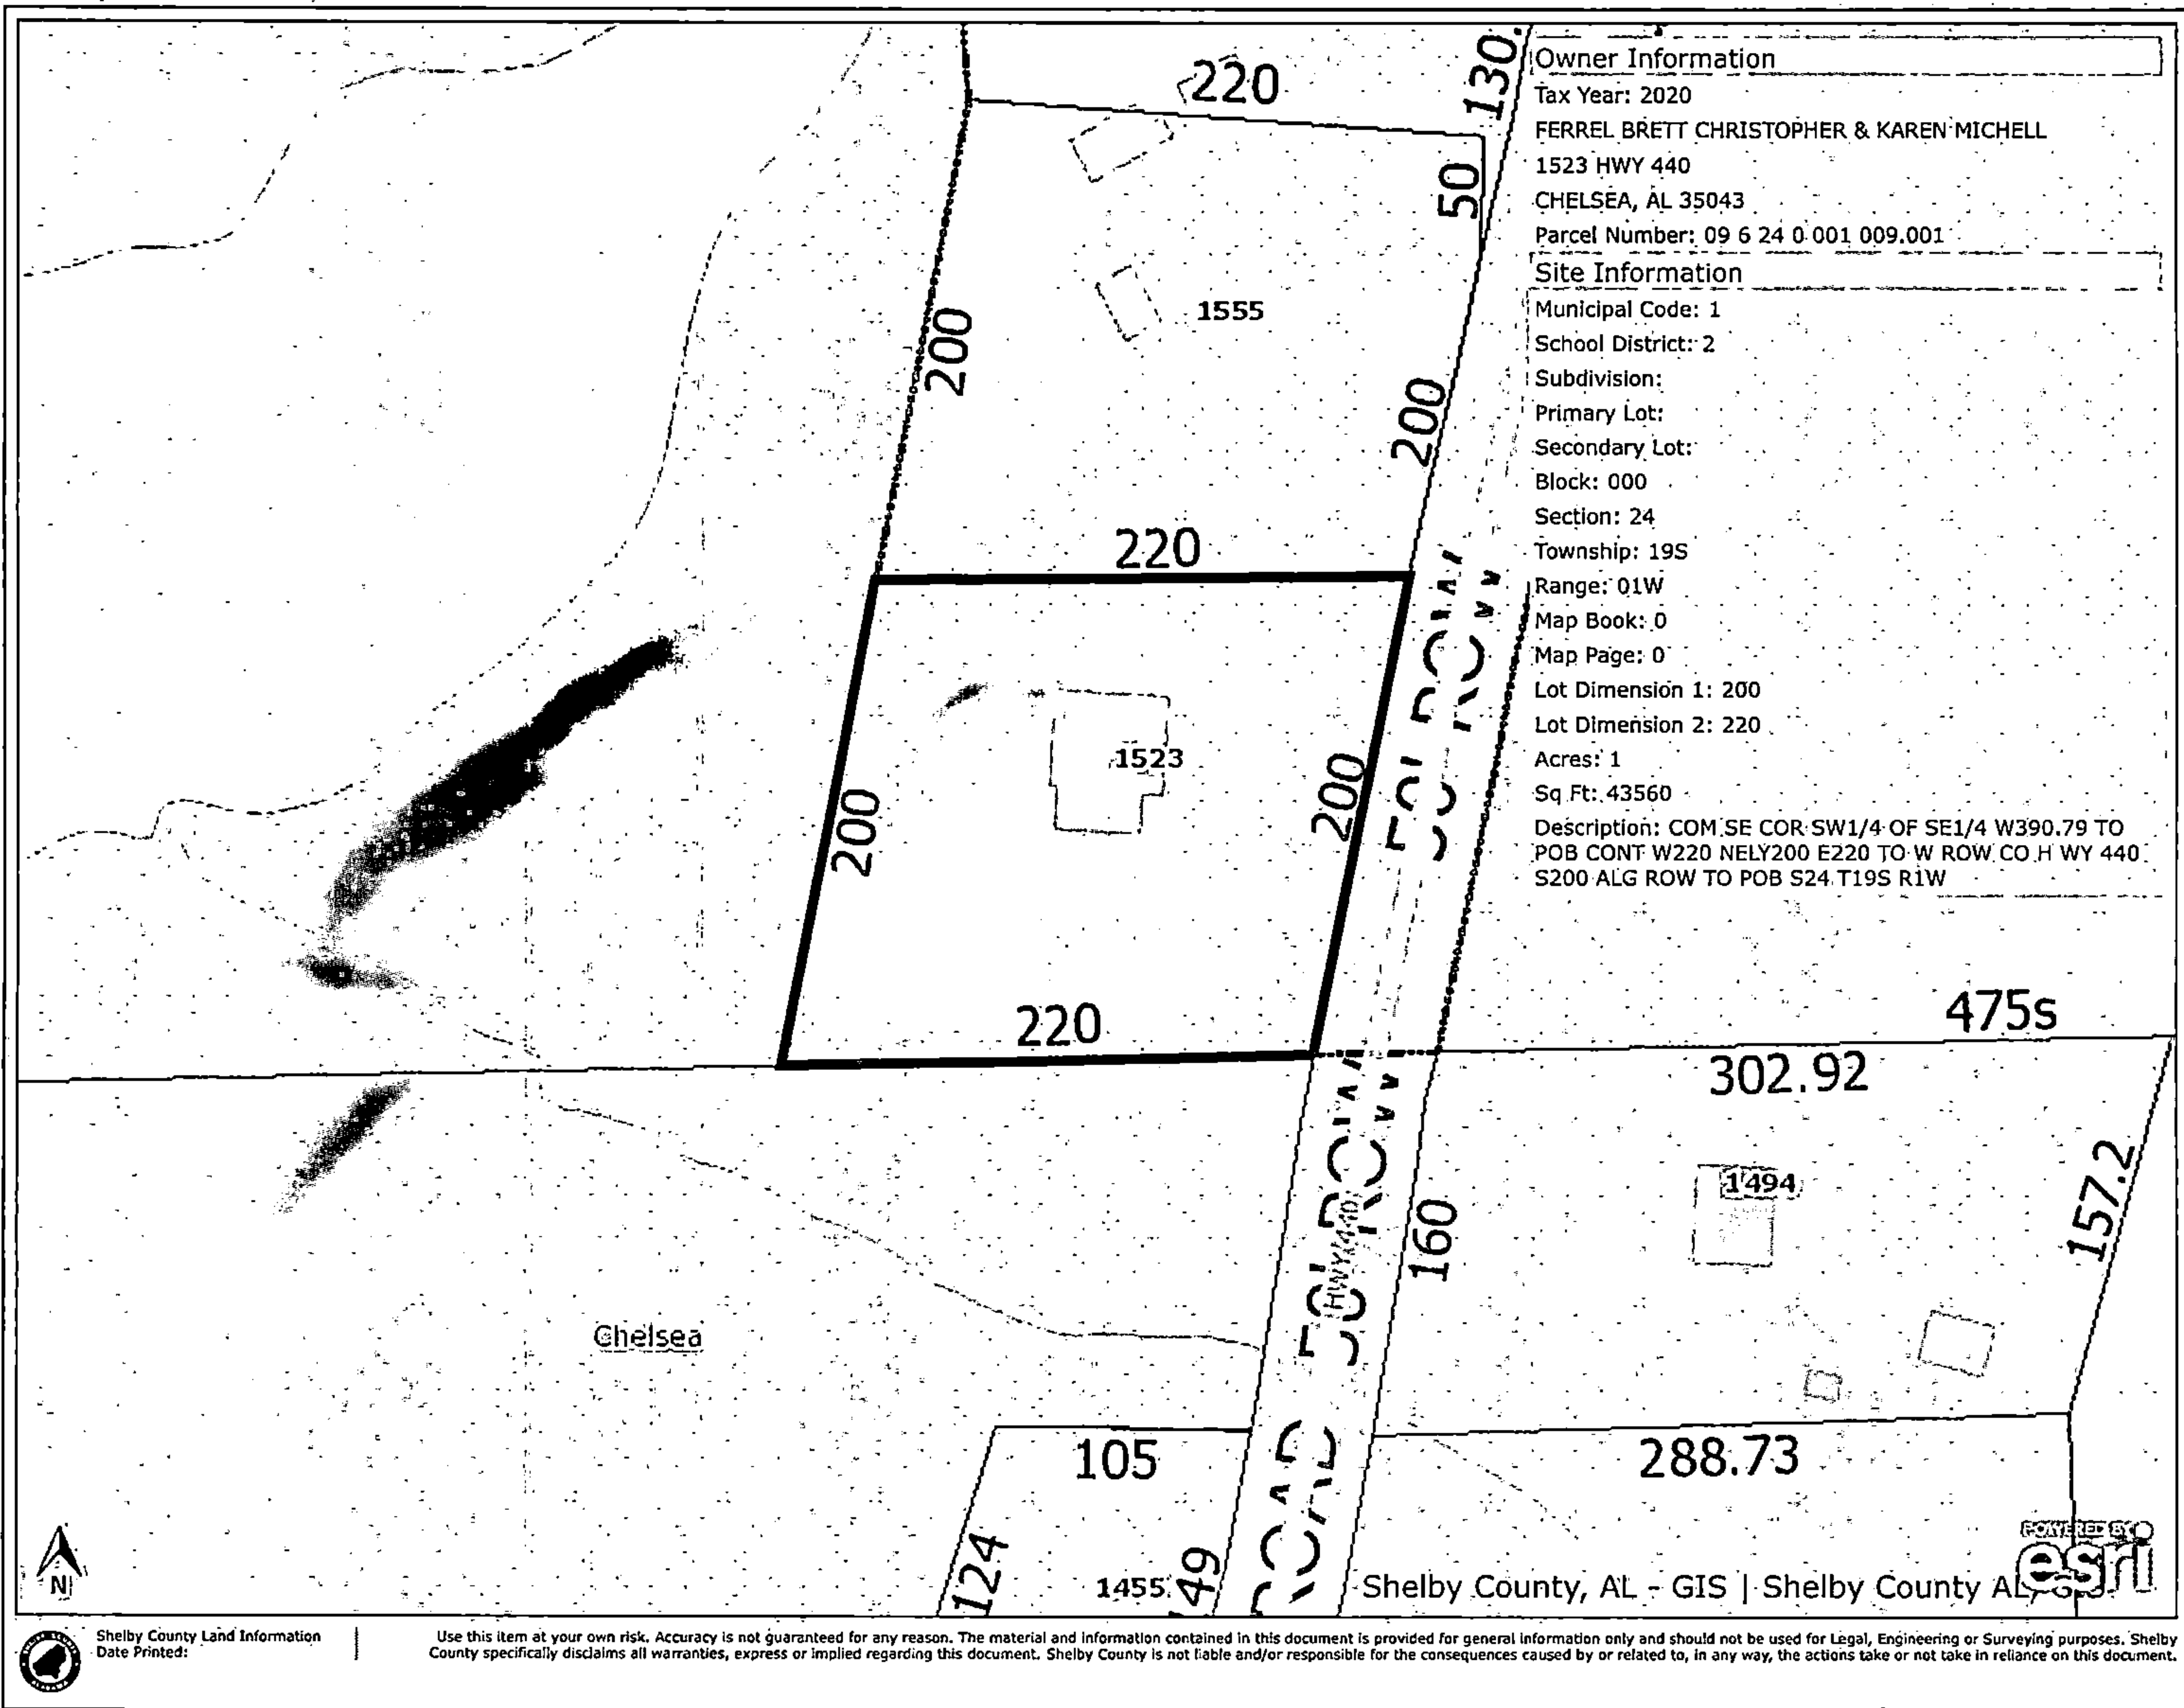 Owner Information
Tax Year: 2020
FERREL BRETT CHRISTOPHER & KAREN MICHELL
1523 HWY 440
CHELSEA, AL 35043
Parcel Number: 09 6 24 0 001 009.001
Site Information
Municipal Code: 1
School District: 2
Subdivision:
Primary Lot:
Secondary Lot:
Block: 000
Section: 24
Township: 19S
Range: 01W
Map Book: 0
Map Page: 0
Lot Dimension 1: 200
Lot Dimension 2: 220
Acres: 1
Sq Ft: 43560
Description: COM SE COR SW1/4 OF SE1/4 W390.79 TO
POB CONT W220 NELY200 E220 TO W ROW CO H WY 440
S200 ALG ROW TO POB S24 T19S R1W
220
130.
50
200
1555
200
220
1523
200
200
220
475s
302.92
157.2
1494
160
HWY 440
Chelsea
105
288.73
124
1455
49
N
POWERED BY
esri
Shelby County, AL - GIS | Shelby County AL, GIS
Shelby County Land Information
Date Printed:
Use this item at your own risk. Accuracy is not guaranteed for any reason. The material and information contained in this document is provided for general information only and should not be used for Legal, Engineering or Surveying purposes. Shelby
County specifically disclaims all warranties, express or implied regarding this document. Shelby County is not liable and/or responsible for the consequences caused by or related to, in any way, the actions take or not take in reliance on this document.